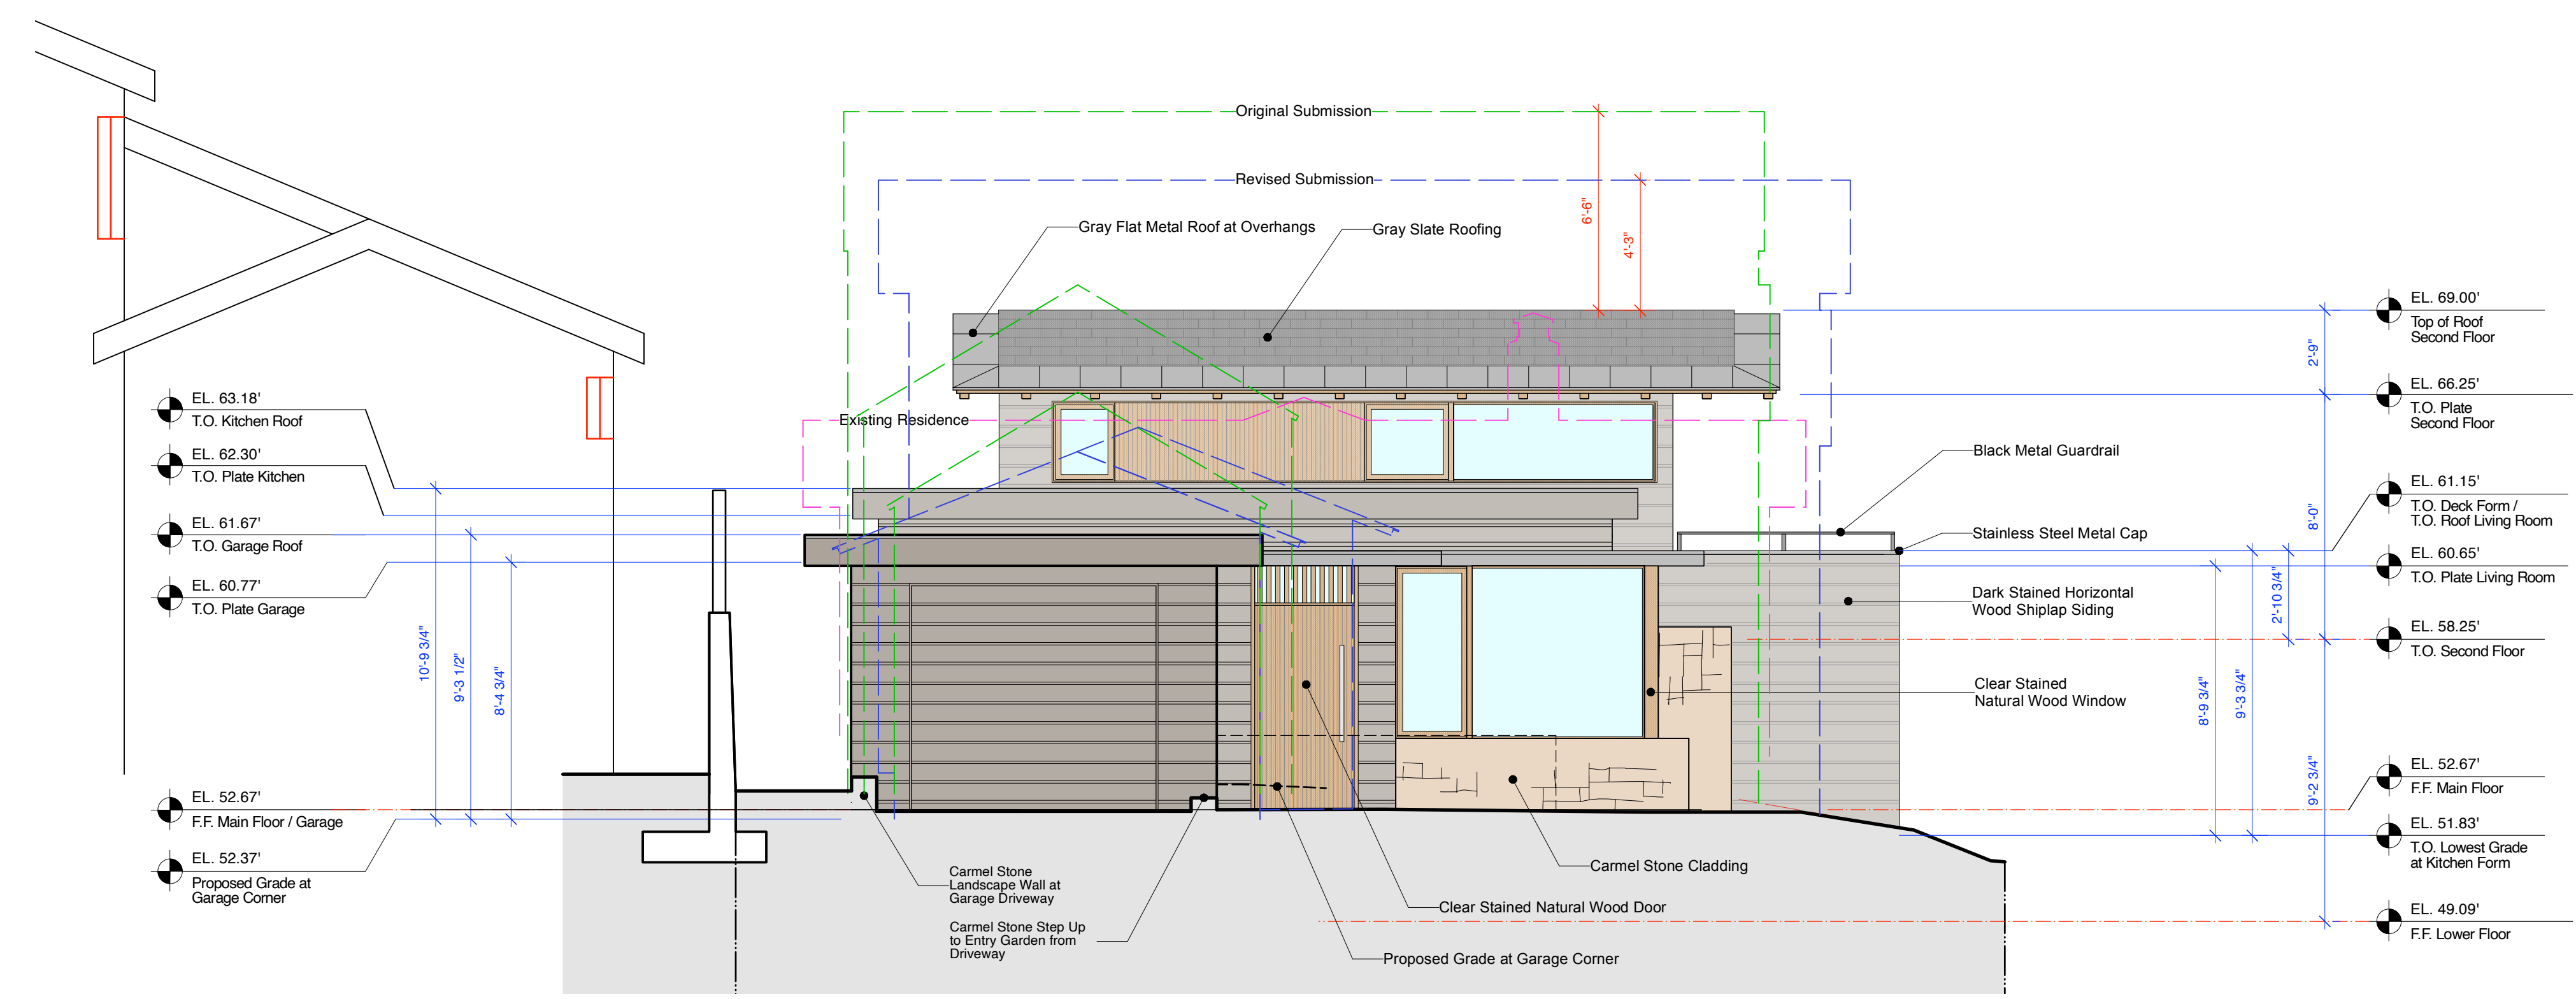 Original Submission
Revised Submission
Gray Flat Metal Roof at Overhangs
Gray Slate Roofing
6'-6"
4'-3"
Existing Residence
EL. 63.18'
T.O. Kitchen Roof
EL. 62.30'
T.O. Plate Kitchen
EL. 61.67'
T.O. Garage Roof
EL. 60.77'
T.O. Plate Garage
10'-9 3/4"
9'-3 1/2"
8'-4 3/4"
EL. 52.67'
F.F. Main Floor / Garage
EL. 52.37'
Proposed Grade at
Garage Corner
Carmel Stone
Landscape Wall at
Garage Driveway
Carmel Stone Step Up
to Entry Garden from
Driveway
Black Metal Guardrail
Stainless Steel Metal Cap
Dark Stained Horizontal
Wood Shiplap Siding
Clear Stained
Natural Wood Window
Carmel Stone Cladding
Clear Stained Natural Wood Door
Proposed Grade at Garage Corner
8'-9 3/4"
9'-3 3/4"
2'-10 3/4"
2'-9"
8'-0"
9'-2 3/4"
EL. 69.00'
Top of Roof
Second Floor
EL. 66.25'
T.O. Plate
Second Floor
EL. 61.15'
T.O. Deck Form /
T.O. Roof Living Room
EL. 60.65'
T.O. Plate Living Room
EL. 58.25'
T.O. Second Floor
EL. 52.67'
F.F. Main Floor
EL. 51.83'
T.O. Lowest Grade
at Kitchen Form
EL. 49.09'
F.F. Lower Floor